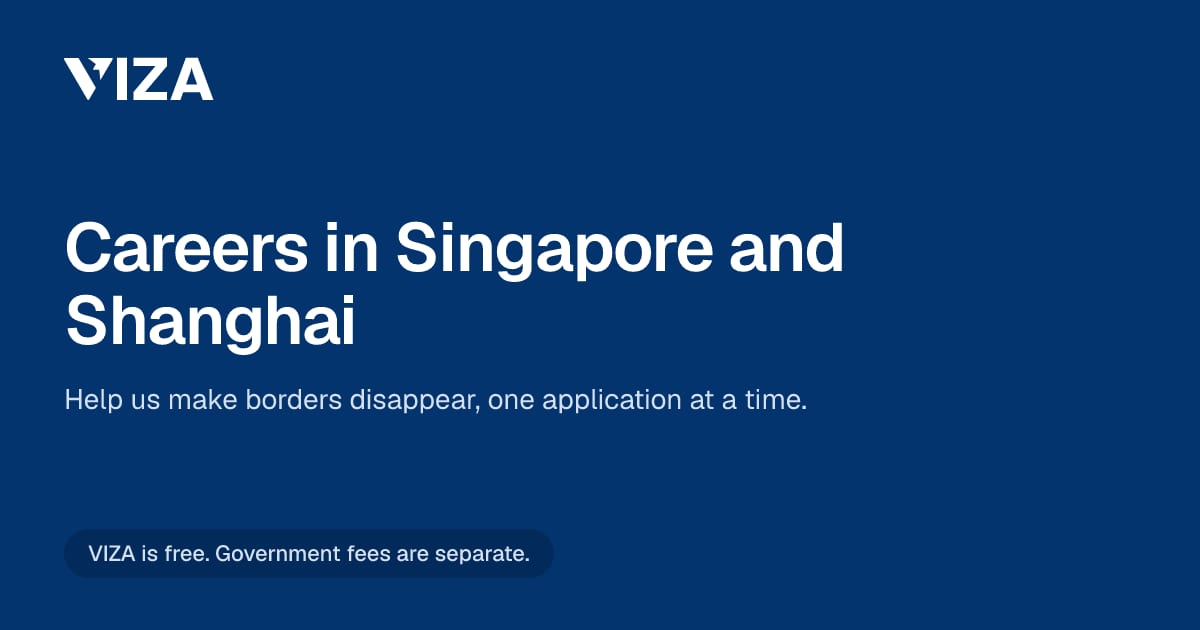 VIZA
Careers in Singapore and
Shanghai
Help us make borders disappear, one application at a time.
VIZA is free. Government fees are separate.